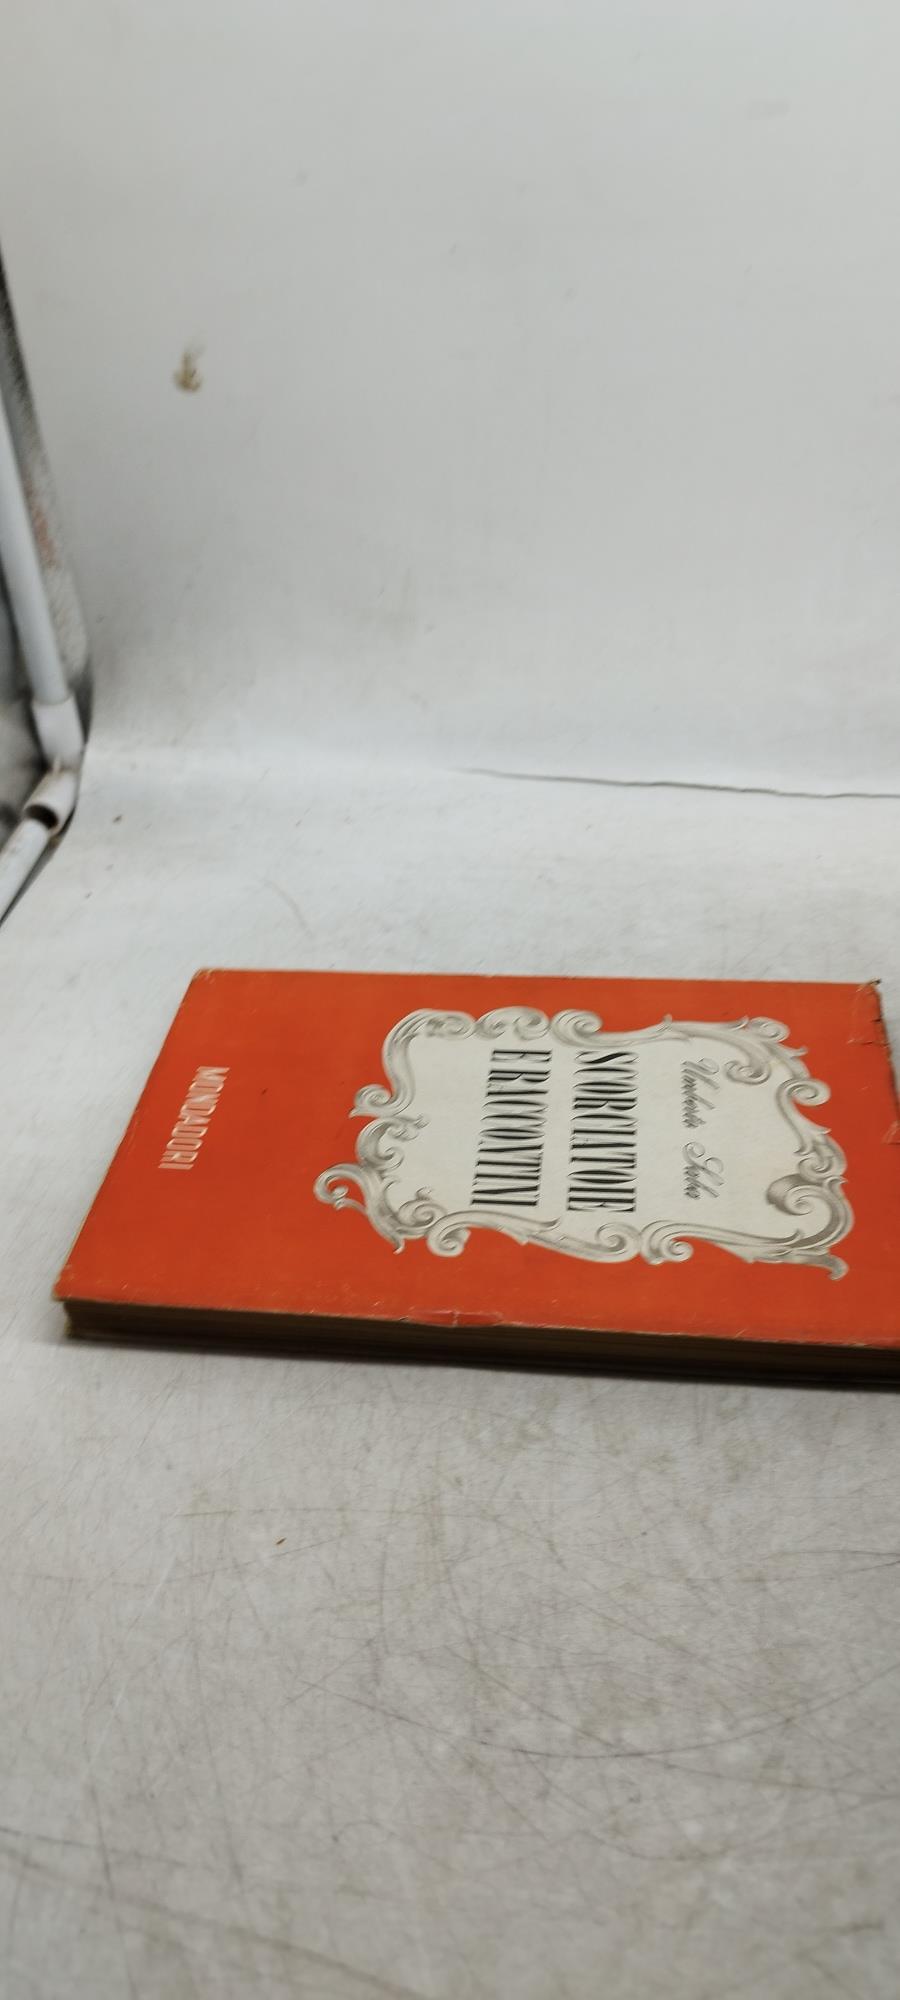 Umberto Saba
SCORCIATOIE
E RACCONTINI
MONDADORI